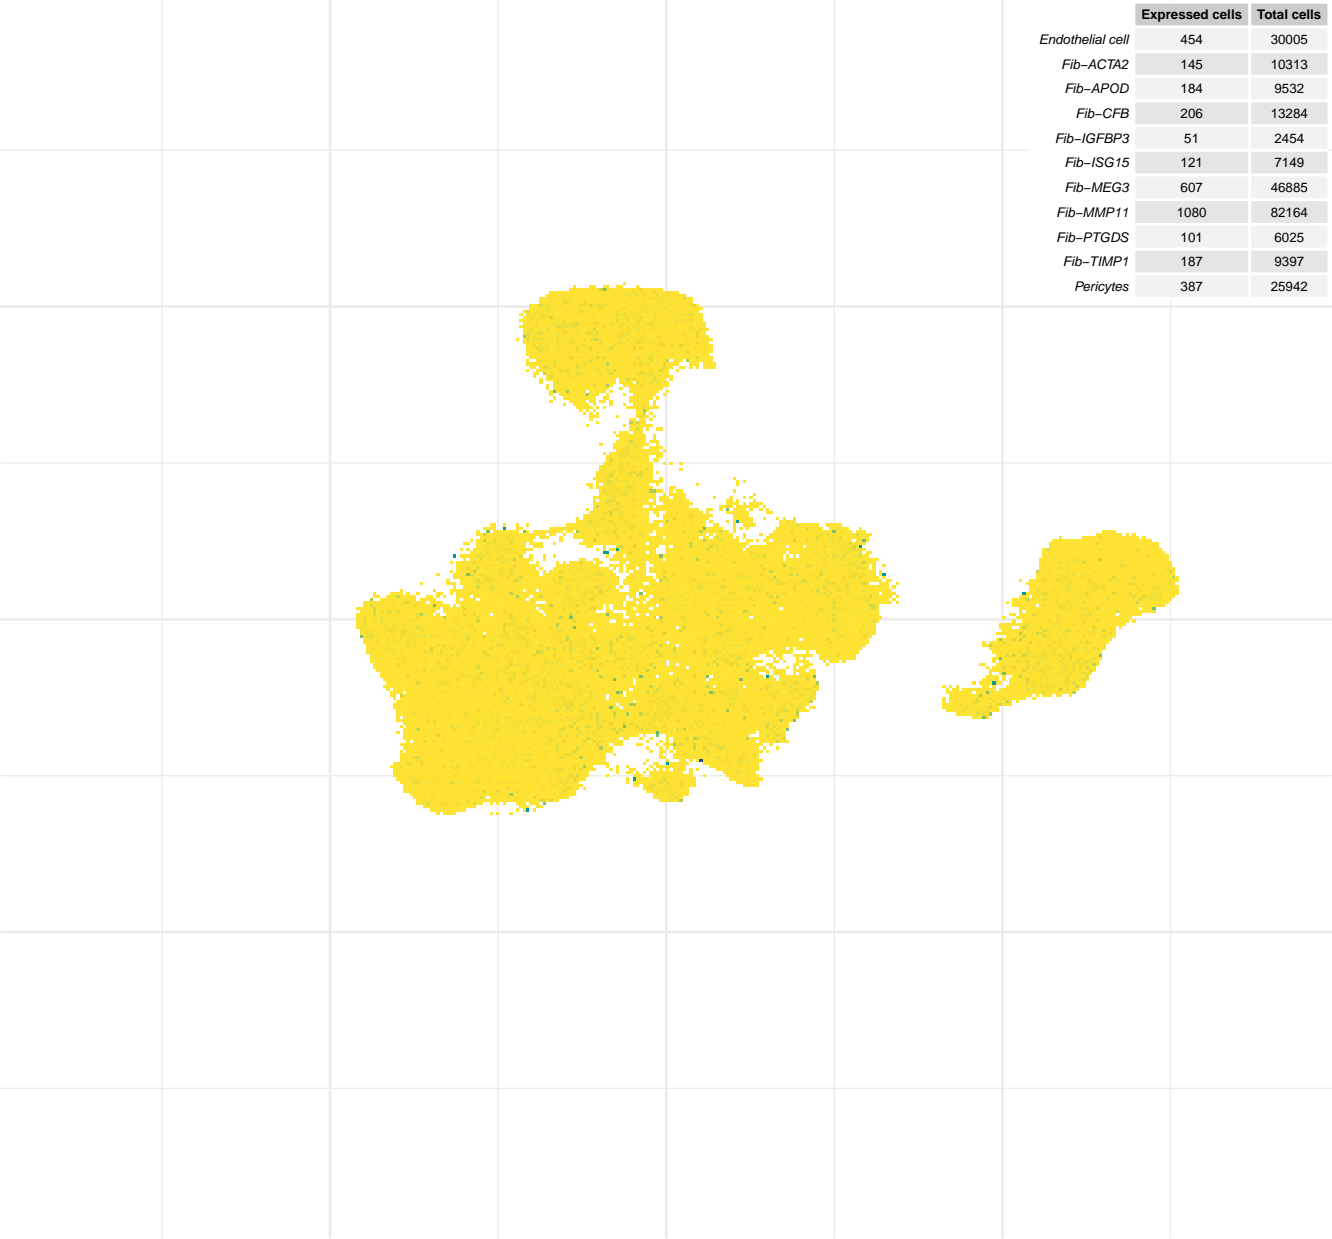 Expressed cells Total cells
Endothelial cell 454 30005
Fib−ACTA2 145 10313
Fib−APOD 184 9532
Fib−CFB 206 13284
Fib−IGFBP3 51 2454
Fib−ISG15 121 7149
Fib−MEG3 607 46885
Fib−MMP11 1080 82164
Fib−PTGDS 101 6025
Fib−TIMP1 187 9397
Pericytes 387 25942